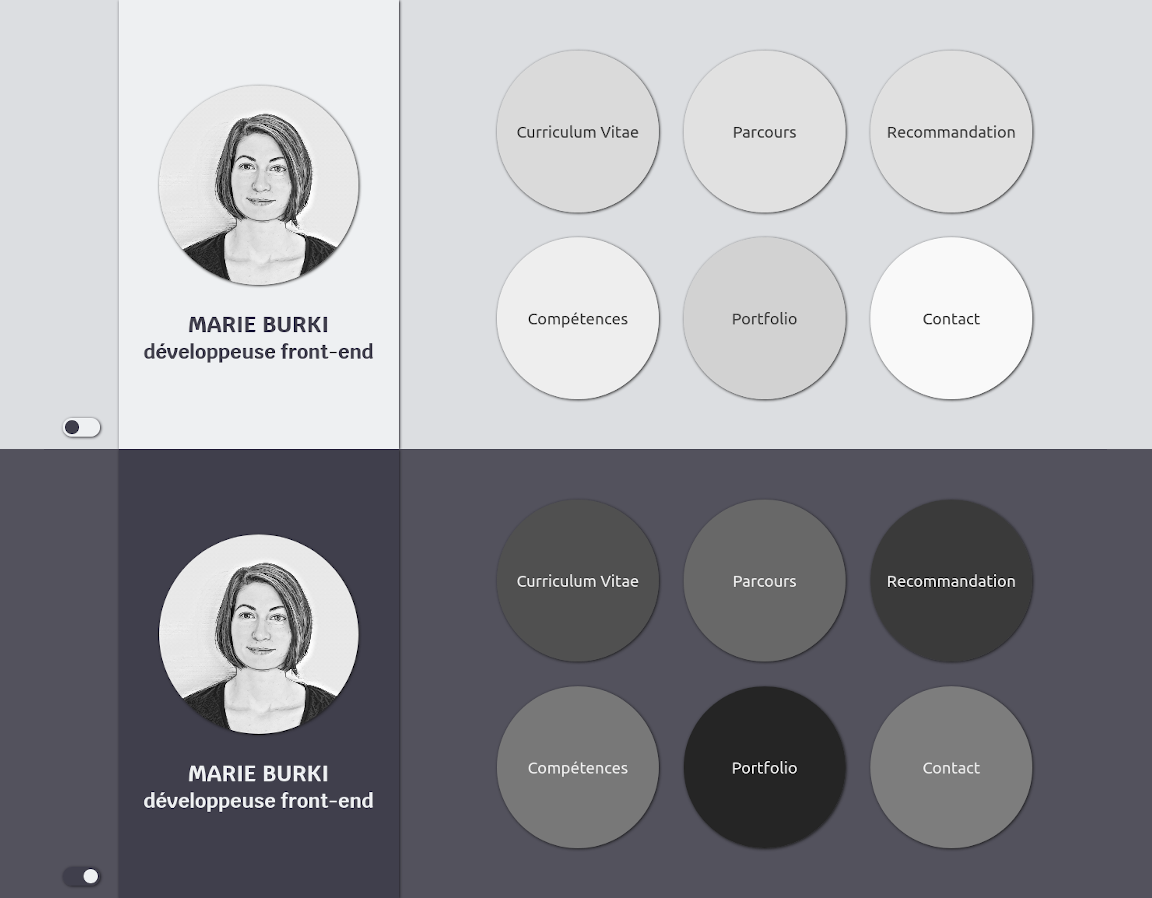 Curriculum Vitae
Parcours
Recommandation
MARIE BURKI
développeuse front-end
Compétences
Portfolio
Contact
Curriculum Vitae
Parcours
Recommandation
MARIE BURKI
développeuse front-end
Compétences
Portfolio
Contact